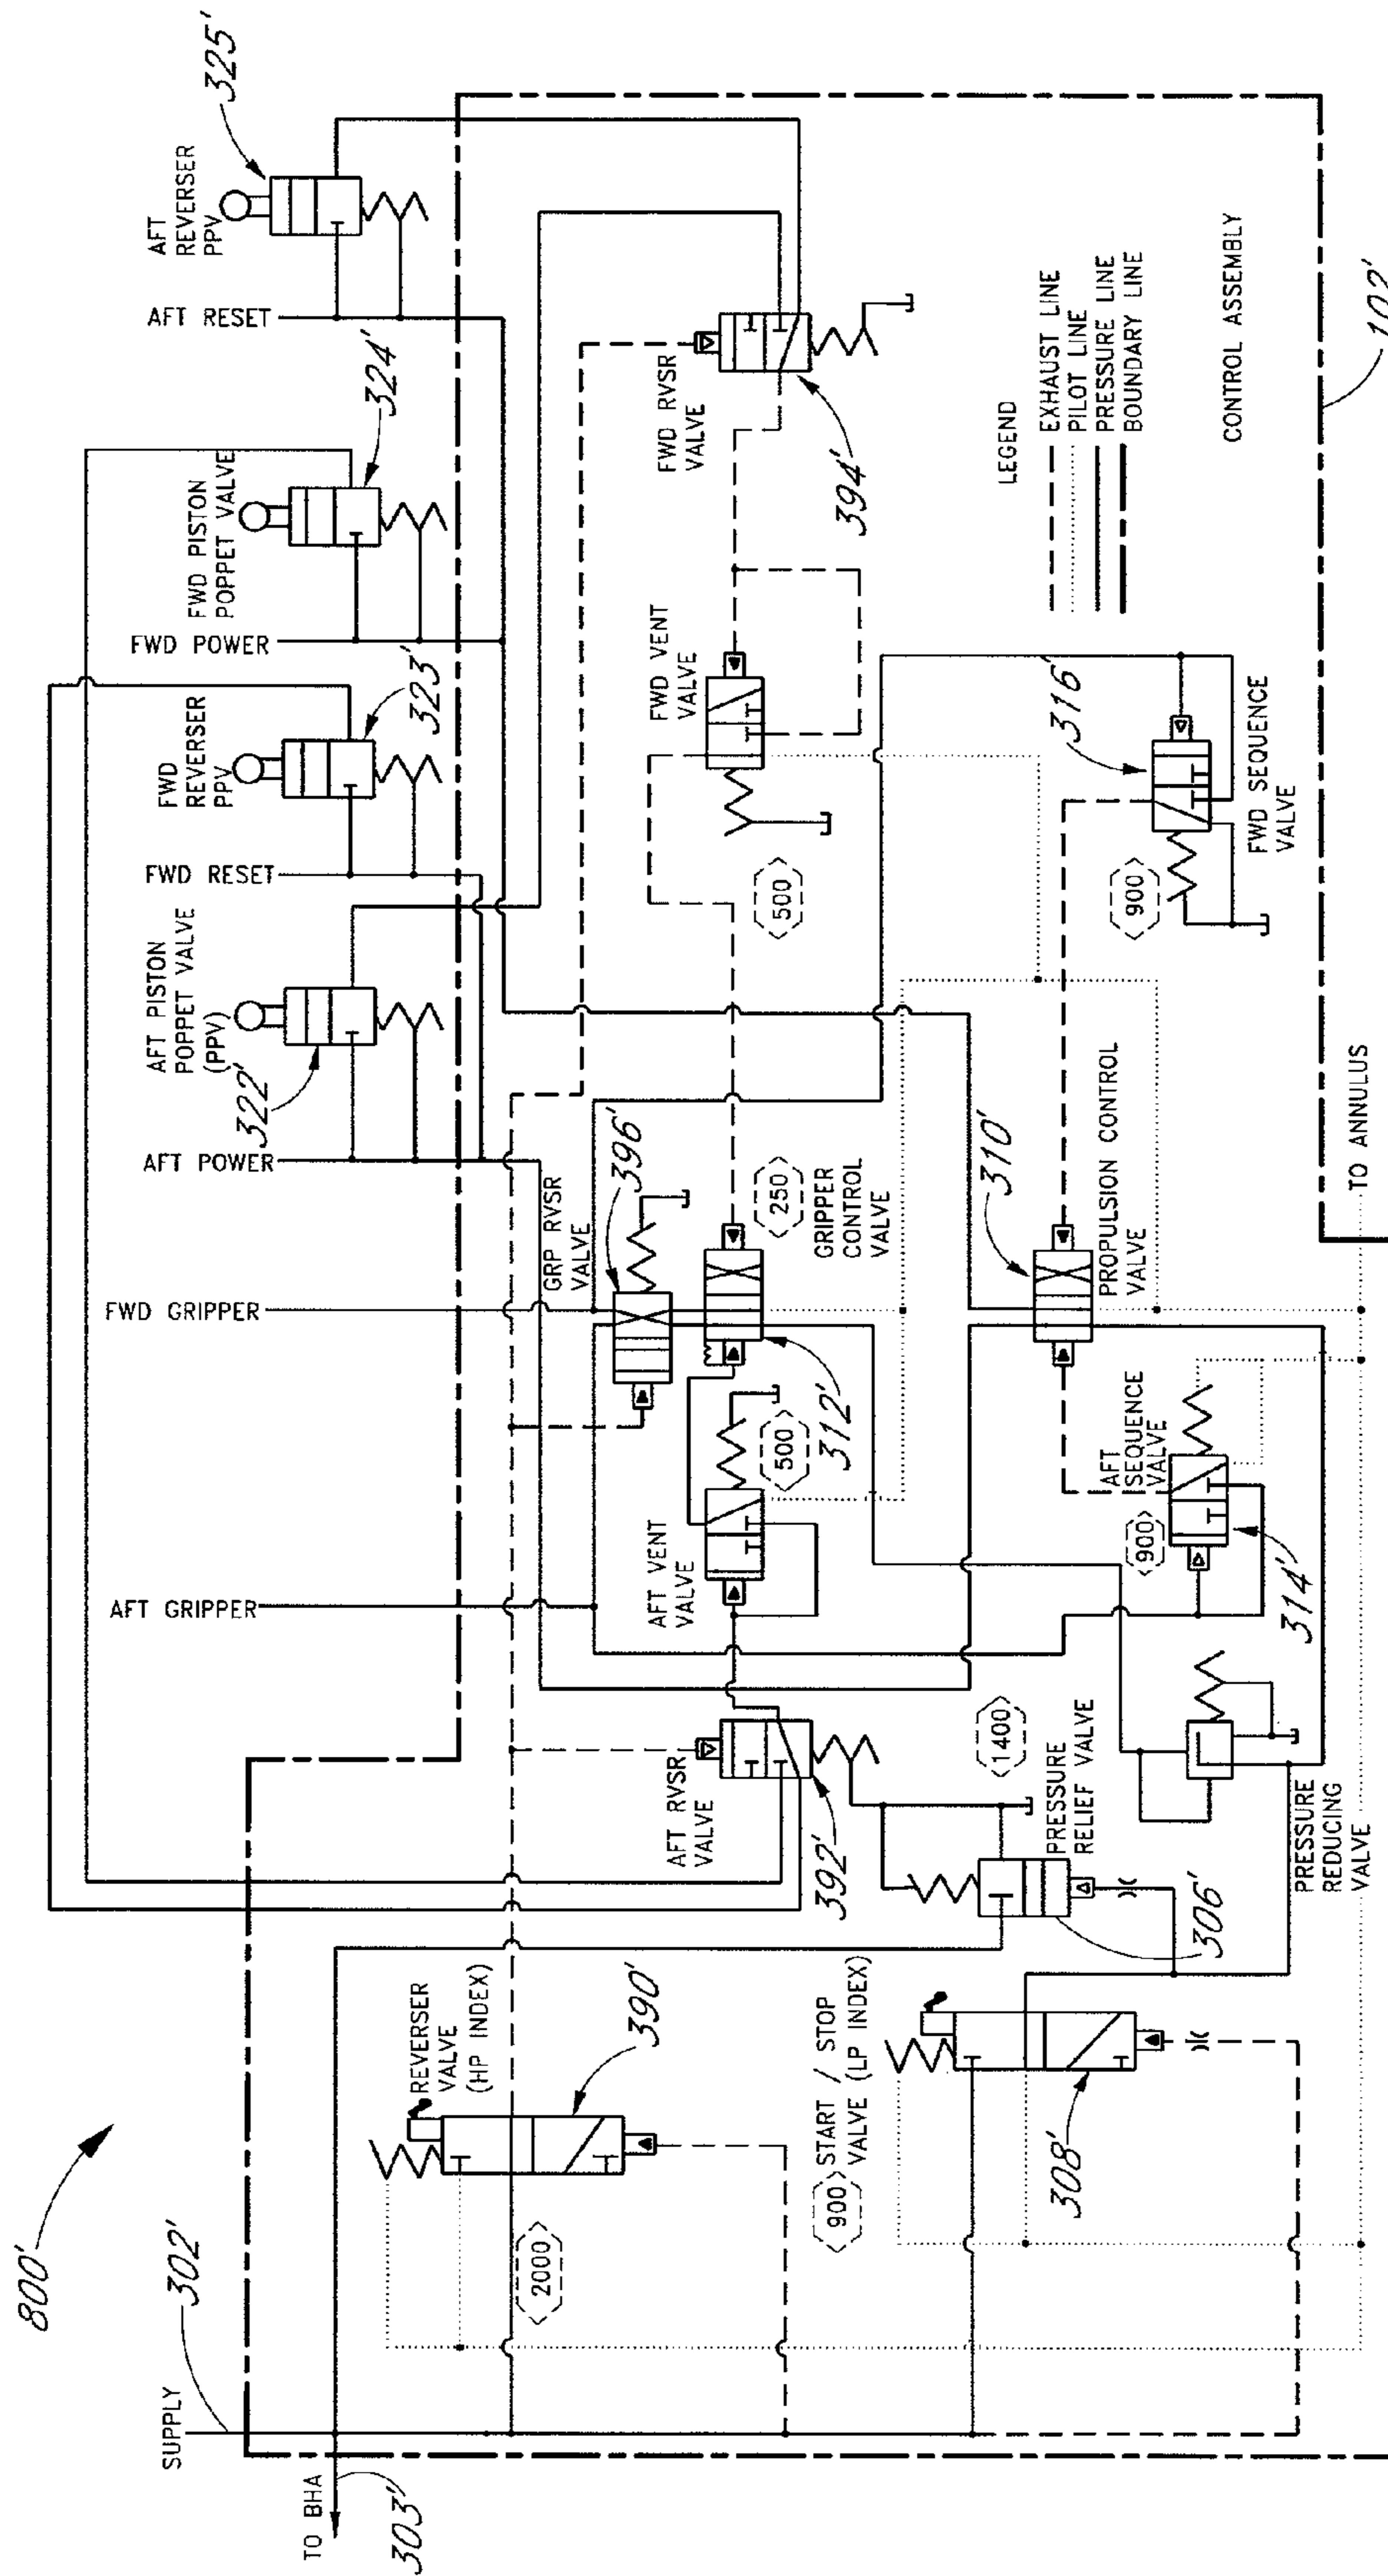 800'
SUPPLY
302'
TO BHA
303'
AFT GRIPPER
FWD GRIPPER
AFT POWER
322'
AFT PISTON
POPPET VALVE
(PPV)
FWD RESET
FWD
REVERSER
PPV
323'
FWD POWER
FWD PISTON
POPPET VALVE
324'
AFT RESET
AFT
REVERSER
PPV
325'
REVERSER
VALVE
(HP INDEX)
390'
2000
AFT RVSR
VALVE
392'
AFT VENT
VALVE
500
312'
GRP RVSR
VALVE
396'
250
GRIPPER
CONTROL
VALVE
FWD VENT
VALVE
500
FWD RVSR
VALVE
394'
900
START / STOP
VALVE (LP INDEX)
308'
1400
PRESSURE
RELIEF VALVE
306'
PRESSURE
REDUCING
VALVE
AFT
SEQUENCE
VALVE
900
314'
310'
PROPULSION CONTROL
VALVE
316'
900
FWD SEQUENCE
VALVE
LEGEND
EXHAUST LINE
PILOT LINE
PRESSURE LINE
BOUNDARY LINE
CONTROL ASSEMBLY
102'
TO ANNULUS